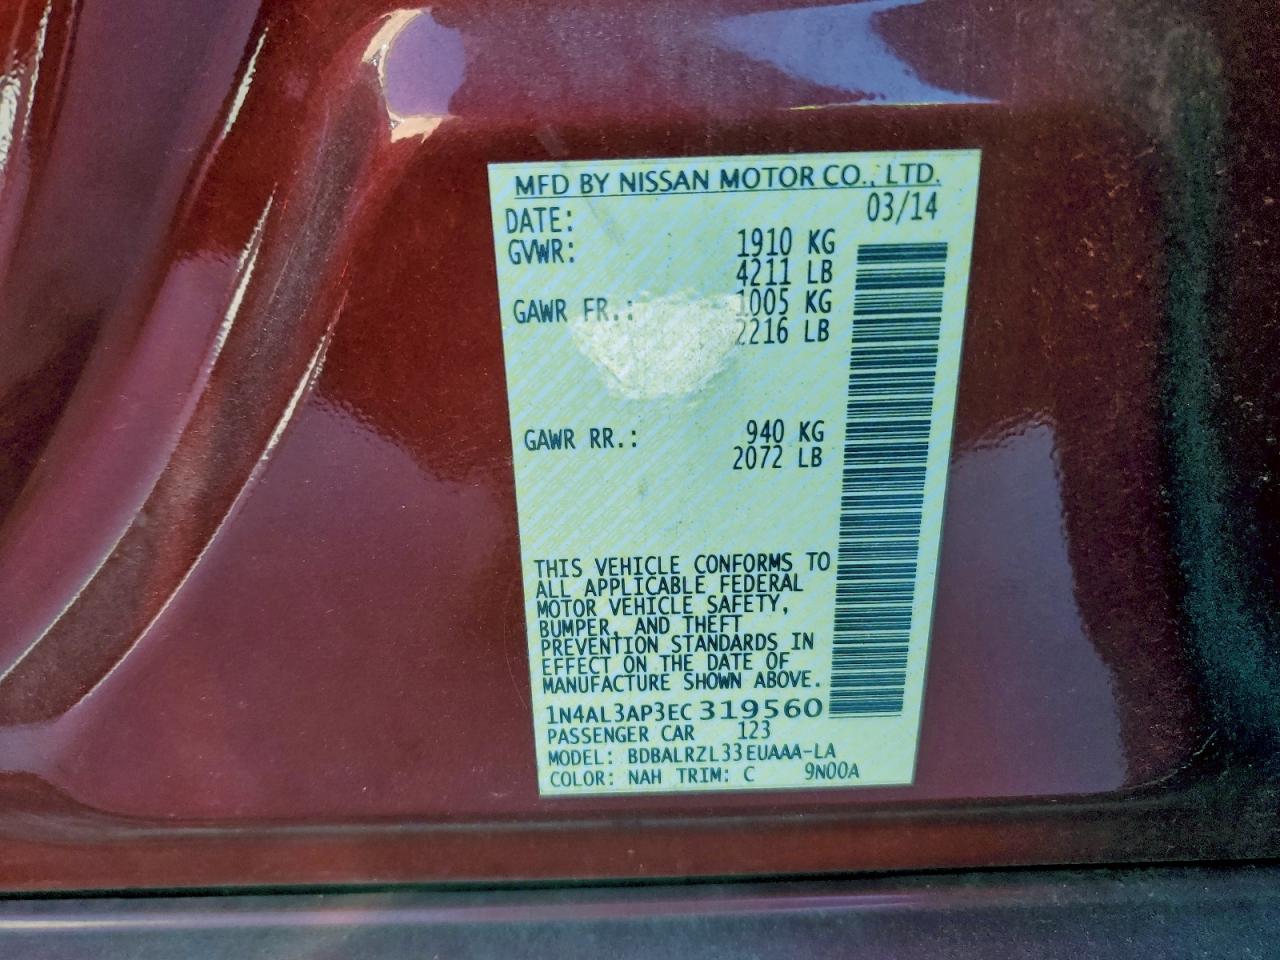 MFD BY NISSAN MOTOR CO., LTD.
DATE: 03/14
GVWR: 1910 KG
4211 LB
GAWR FR.: 1005 KG
2216 LB
GAWR RR.: 940 KG
2072 LB
THIS VEHICLE CONFORMS TO
ALL APPLICABLE FEDERAL
MOTOR VEHICLE SAFETY,
BUMPER, AND THEFT
PREVENTION STANDARDS IN
EFFECT ON THE DATE OF
MANUFACTURE SHOWN ABOVE.
1N4AL3AP3EC319560
PASSENGER CAR 123
MODEL: BDBALRZL33EUAAA-LA
COLOR: NAH TRIM: C 9N00A